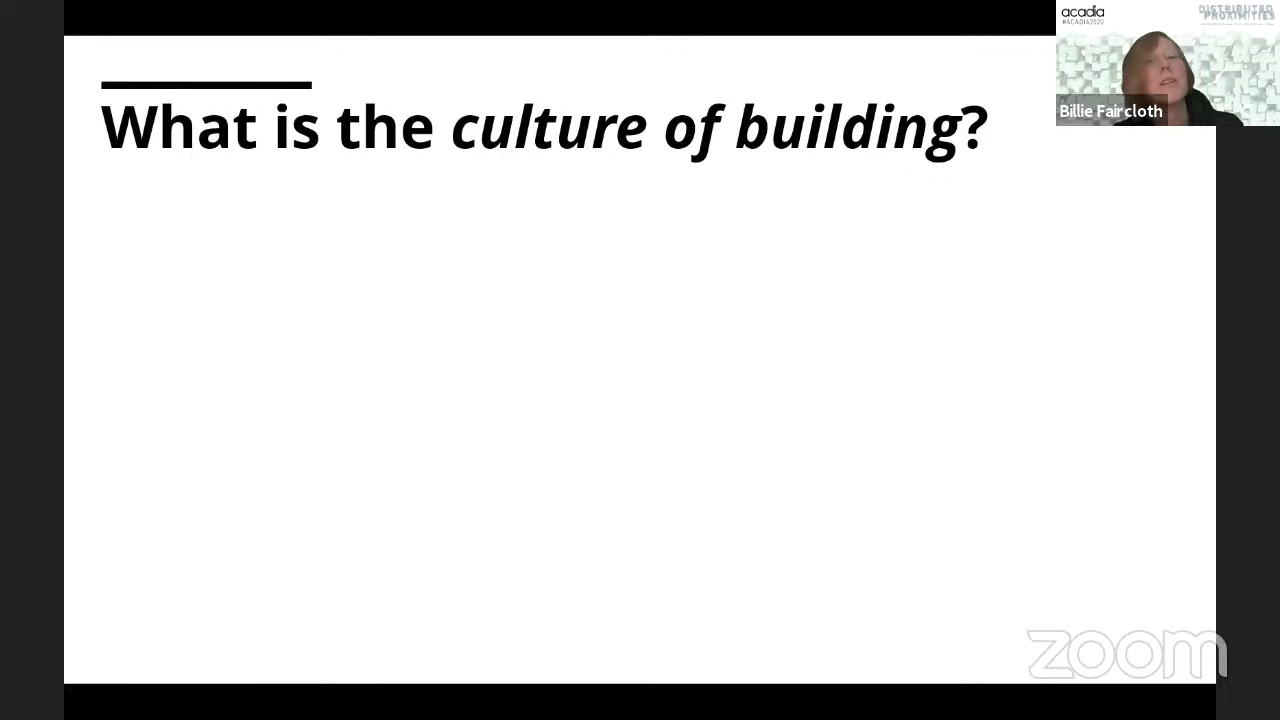 acadia
#ACADIA2020
DISTRIBUTED
PROXIMITIES
Billie Faircloth
What is the culture of building?
zoom